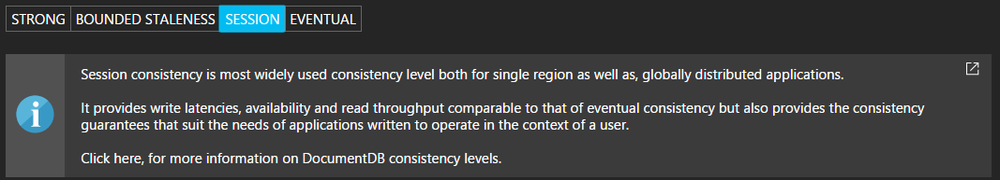 STRONG BOUNDED STALENESS SESSION EVENTUAL
Session consistency is most widely used consistency level both for single region as well as, globally distributed applications.
It provides write latencies, availability and read throughput comparable to that of eventual consistency but also provides the consistency
guarantees that suit the needs of applications written to operate in the context of a user.
Click here, for more information on DocumentDB consistency levels.